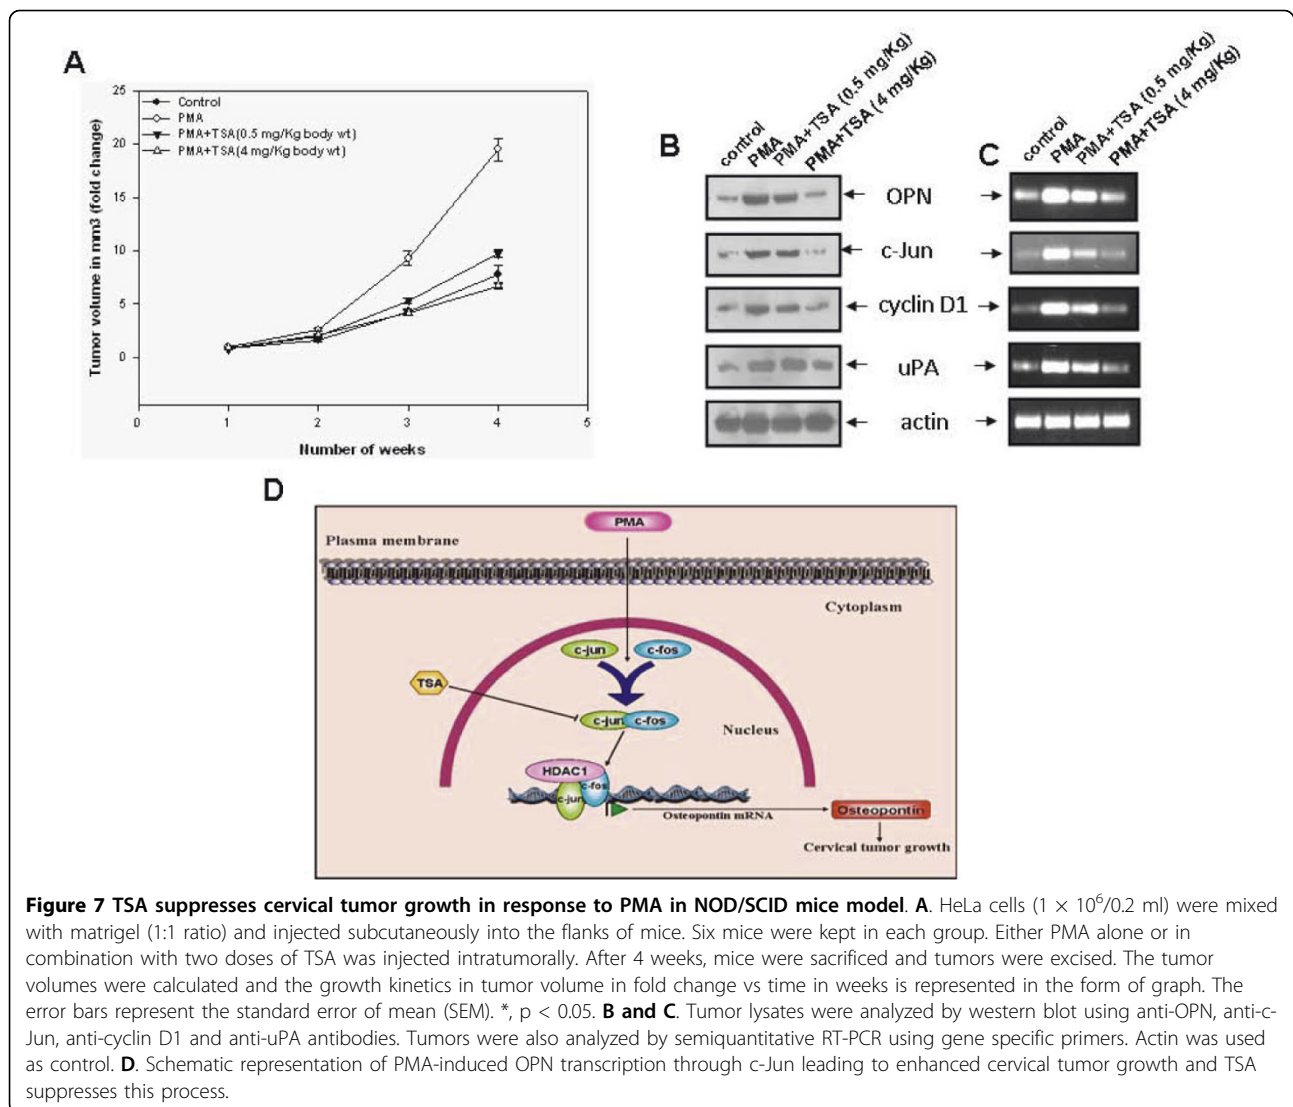 A
Tumor volume in mm3 (fold change)
25
20
15
10
5
0
Control
PMA
PMA+TSA(0.5 mg/Kg body wt)
PMA+TSA(4 mg/Kg body wt)
0 1 2 3 4 5
Number of weeks
B
control
PMA
PMA+TSA (0.5 mg/Kg)
PMA+TSA (4 mg/Kg)
C
control
PMA
PMA+TSA (0.5 mg/Kg)
PMA+TSA (4 mg/Kg)
OPN
c-Jun
cyclin D1
uPA
actin
D
PMA
Plasma membrane
Cytoplasm
c-jun c-fos
TSA
c-jun c-fos
Nucleus
HDAC1
c-fos
c-jun
Osteopontin mRNA
Osteopontin
Cervical tumor growth
Figure 7 TSA suppresses cervical tumor growth in response to PMA in NOD/SCID mice model. A. HeLa cells (1 × 10⁶/0.2 ml) were mixed
with matrigel (1:1 ratio) and injected subcutaneously into the flanks of mice. Six mice were kept in each group. Either PMA alone or in
combination with two doses of TSA was injected intratumorally. After 4 weeks, mice were sacrificed and tumors were excised. The tumor
volumes were calculated and the growth kinetics in tumor volume in fold change vs time in weeks is represented in the form of graph. The
error bars represent the standard error of mean (SEM). *, p < 0.05. B and C. Tumor lysates were analyzed by western blot using anti-OPN, anti-c-
Jun, anti-cyclin D1 and anti-uPA antibodies. Tumors were also analyzed by semiquantitative RT-PCR using gene specific primers. Actin was used
as control. D. Schematic representation of PMA-induced OPN transcription through c-Jun leading to enhanced cervical tumor growth and TSA
suppresses this process.